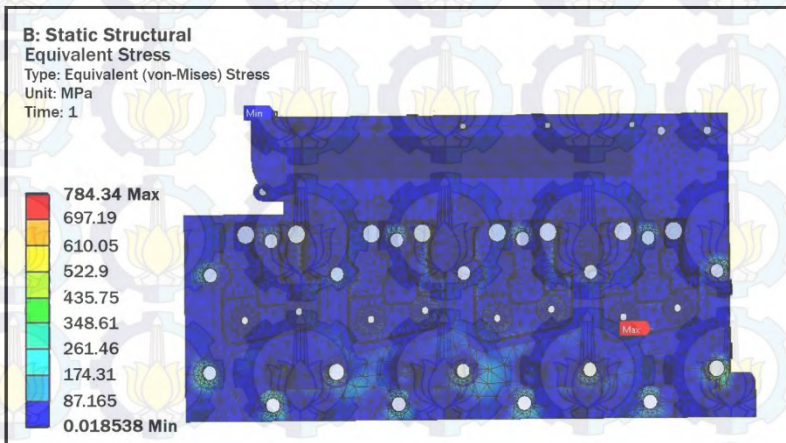 B: Static Structural
Equivalent Stress
Type: Equivalent (von-Mises) Stress
Unit: MPa
Time: 1
Min
784.34 Max
697.19
610.05
522.9
435.75
348.61
261.46
174.31
87.165
0.018538 Min
Max